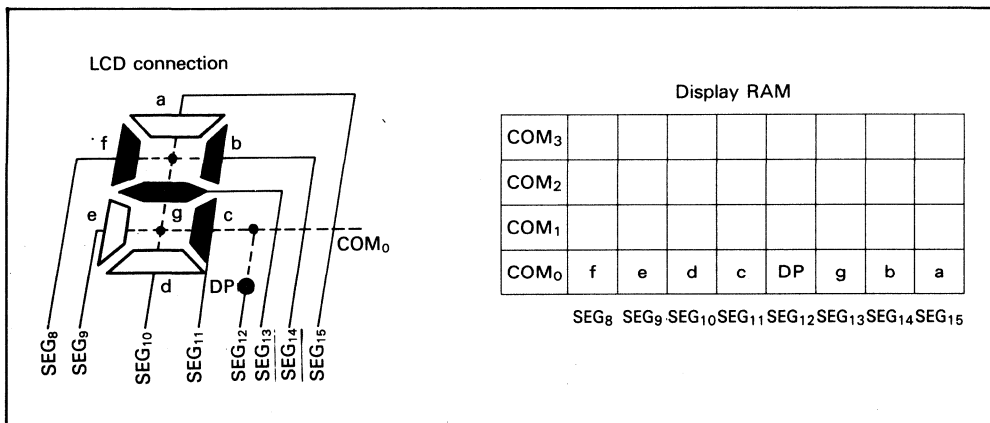 LCD connection
a
f
b
g
e
c
COM₀
d
DP
SEG₈
SEG₉
SEG₁₀
SEG₁₁
SEG₁₂
SEG₁₃
SEG₁₄
SEG₁₅
Display RAM
COM₃
COM₂
COM₁
COM₀ f e d c DP g b a
SEG₈ SEG₉ SEG₁₀ SEG₁₁ SEG₁₂ SEG₁₃ SEG₁₄ SEG₁₅